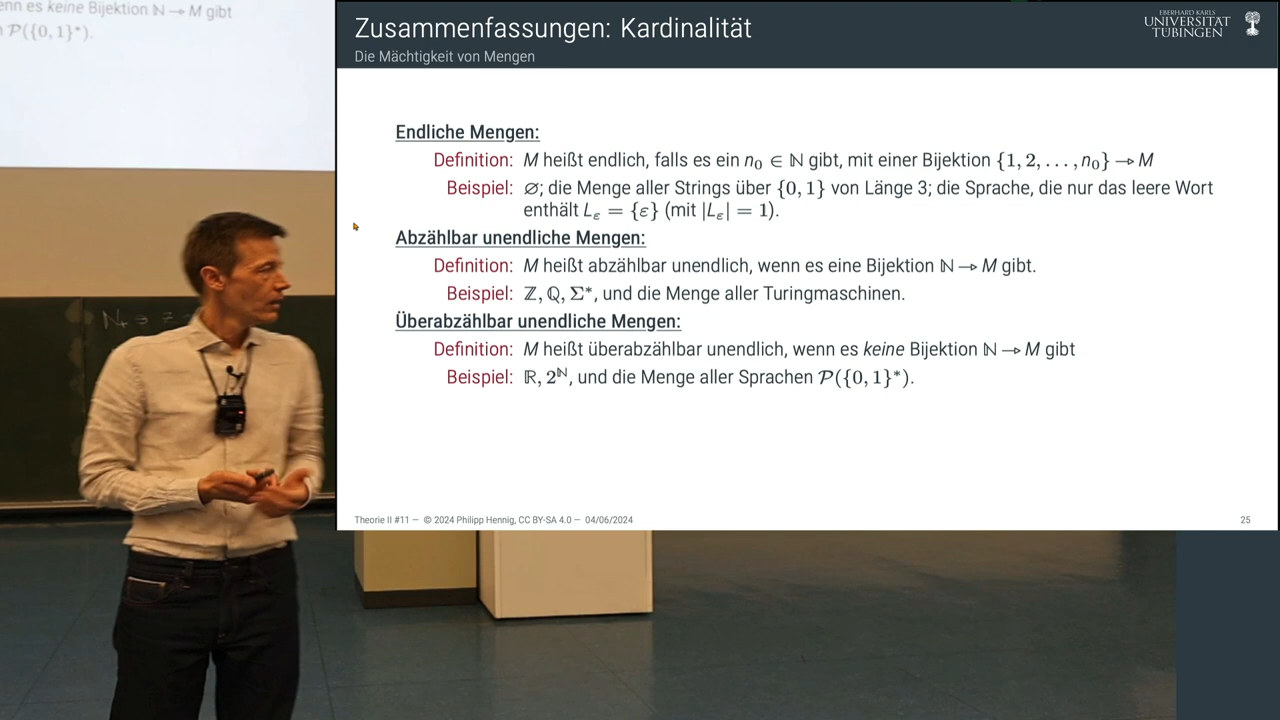 enn es keine Bijektion ℕ → M gibt
P({0,1}*).
Zusammenfassungen: Kardinalität
Die Mächtigkeit von Mengen
EBERHARD KARLS
UNIVERSITÄT
TÜBINGEN
Endliche Mengen:
Definition: M heißt endlich, falls es ein n₀ ∈ ℕ gibt, mit einer Bijektion {1, 2, . . . , n₀} → M
Beispiel: ∅; die Menge aller Strings über {0, 1} von Länge 3; die Sprache, die nur das leere Wort
enthält L_ε = {ε} (mit |L_ε| = 1).
Abzählbar unendliche Mengen:
Definition: M heißt abzählbar unendlich, wenn es eine Bijektion ℕ → M gibt.
Beispiel: ℤ, ℚ, Σ*, und die Menge aller Turingmaschinen.
Überabzählbar unendliche Mengen:
Definition: M heißt überabzählbar unendlich, wenn es keine Bijektion ℕ → M gibt
Beispiel: ℝ, 2^ℕ, und die Menge aller Sprachen P({0, 1}*).
Theorie II #11 — © 2024 Philipp Hennig, CC BY-SA 4.0 — 04/06/2024
25